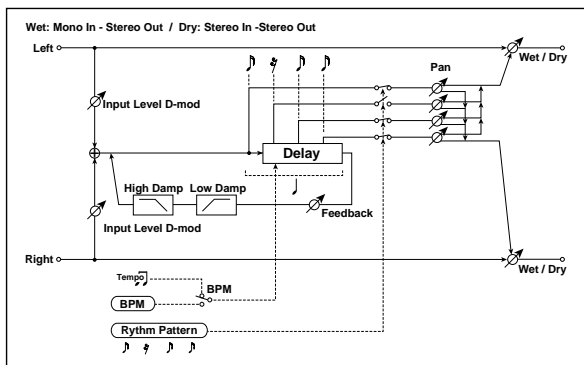 Wet: Mono In - Stereo Out / Dry: Stereo In -Stereo Out
Left
Wet / Dry
Pan
Input Level D-mod
Delay
High Damp
Low Damp
Feedback
Input Level D-mod
Right
Wet / Dry
Tempo
BPM
BPM
Rythm Pattern